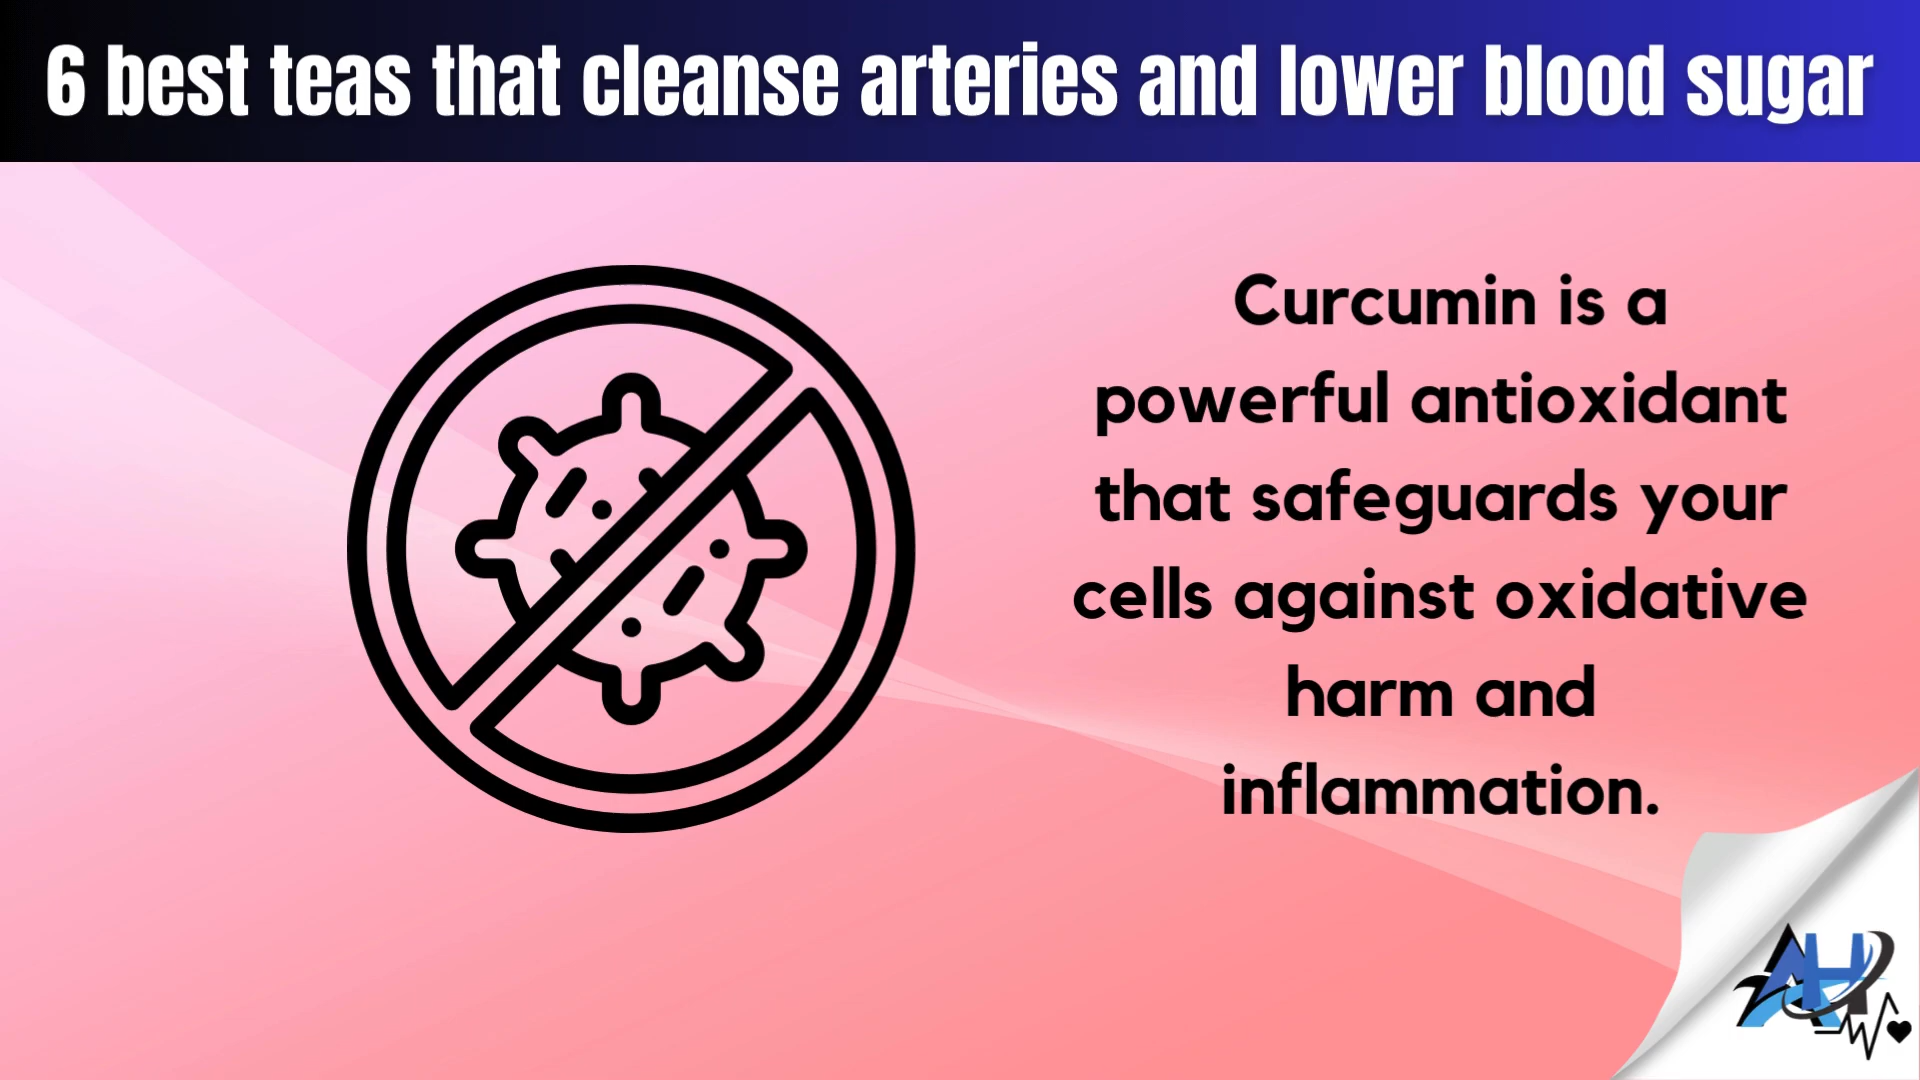 6 best teas that cleanse arteries and lower blood sugar
Curcumin is a
powerful antioxidant
that safeguards your
cells against oxidative
harm and
inflammation.
AH